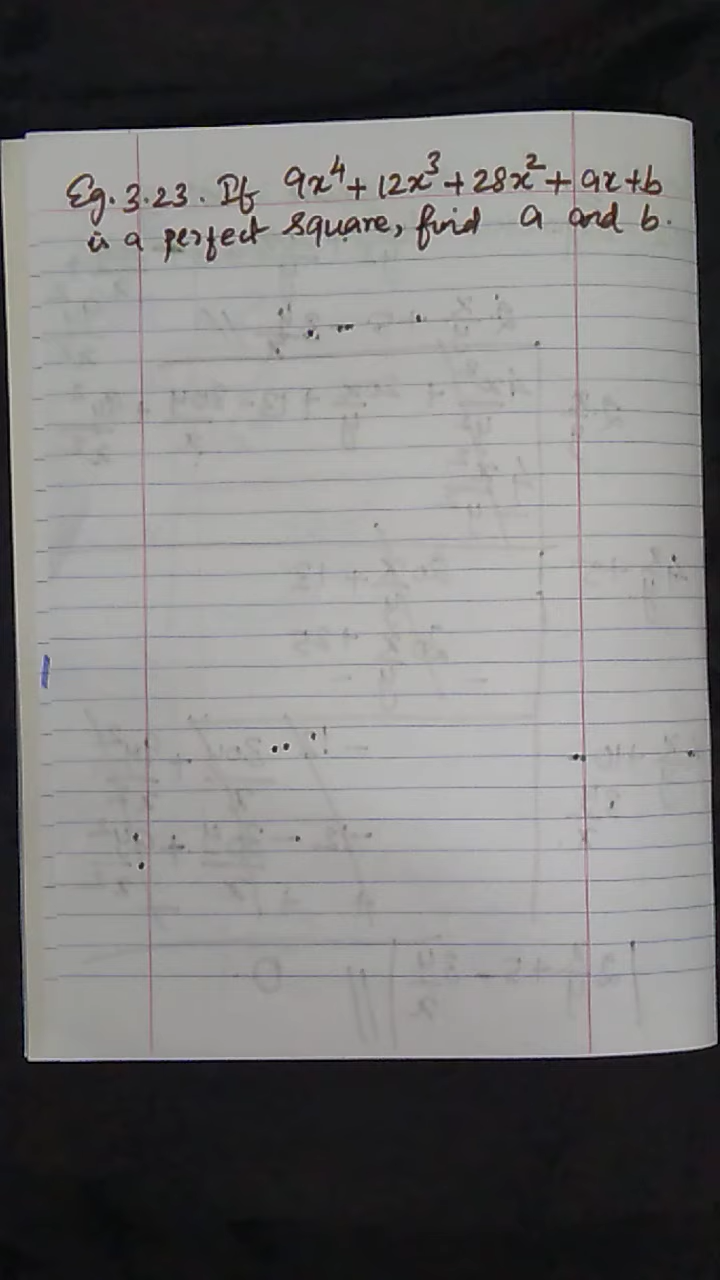 Eg. 3.23. If 9x⁴ + 12x³ + 28x² + ax + b
is a perfect square, find a and b.